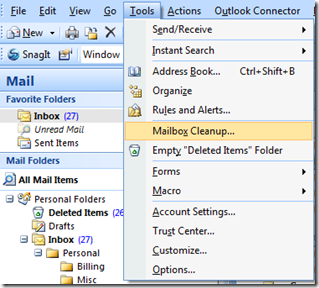 File Edit View Go Tools Actions Outlook Connector
New
SnagIt Window
Mail
Favorite Folders
Inbox (27)
Unread Mail
Sent Items
Mail Folders
All Mail Items
Personal Folders
Deleted Items
Drafts
Inbox (27)
Personal
Billing
Misc
Send/Receive
Instant Search
Address Book... Ctrl+Shift+B
Organize
Rules and Alerts...
Mailbox Cleanup...
Empty "Deleted Items" Folder
Forms
Macro
Account Settings...
Trust Center...
Customize...
Options...